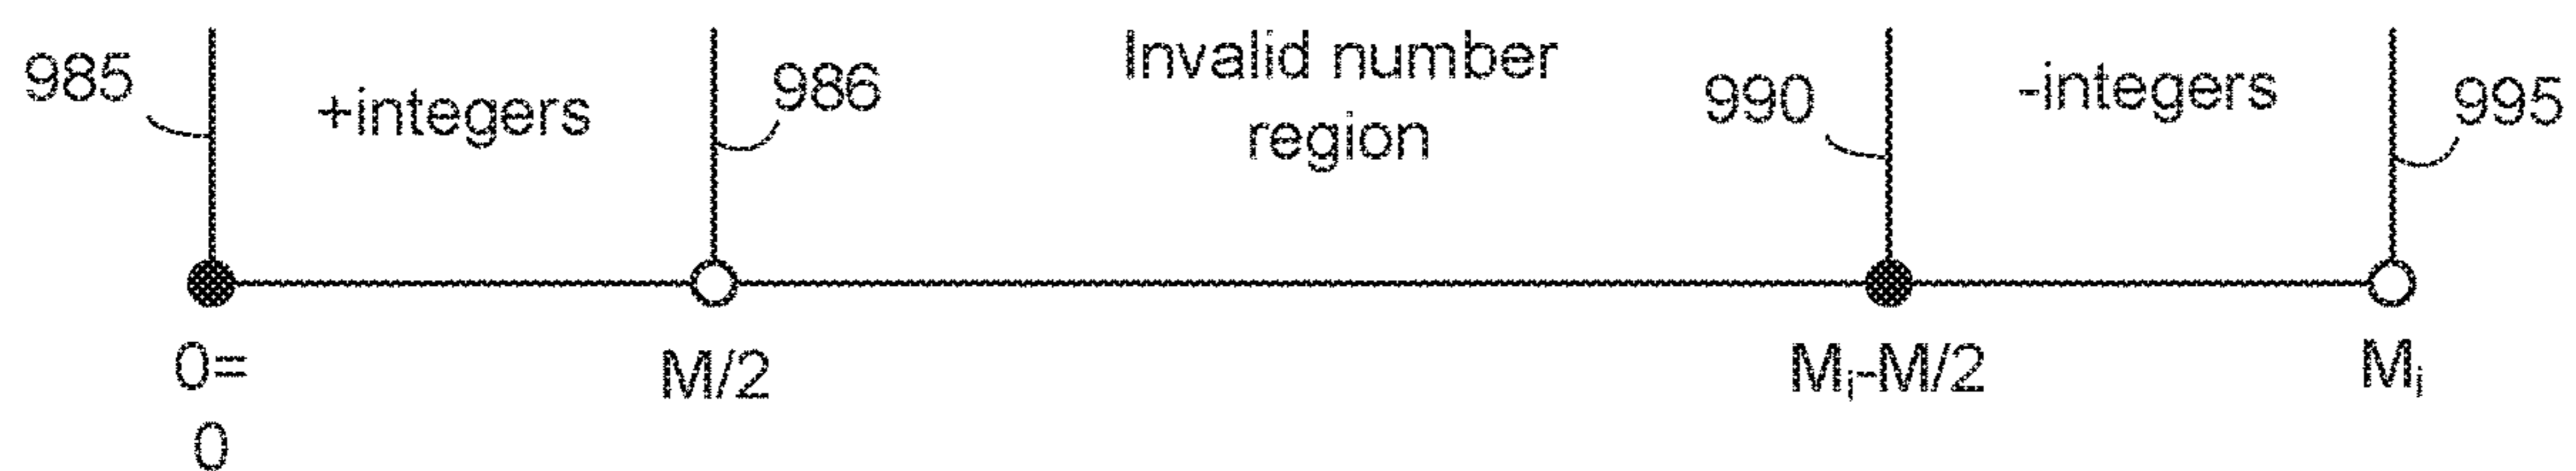 985
+integers
986
Invalid number
region
990
-integers
995
0=
0
M/2
Mᵢ-M/2
Mᵢ